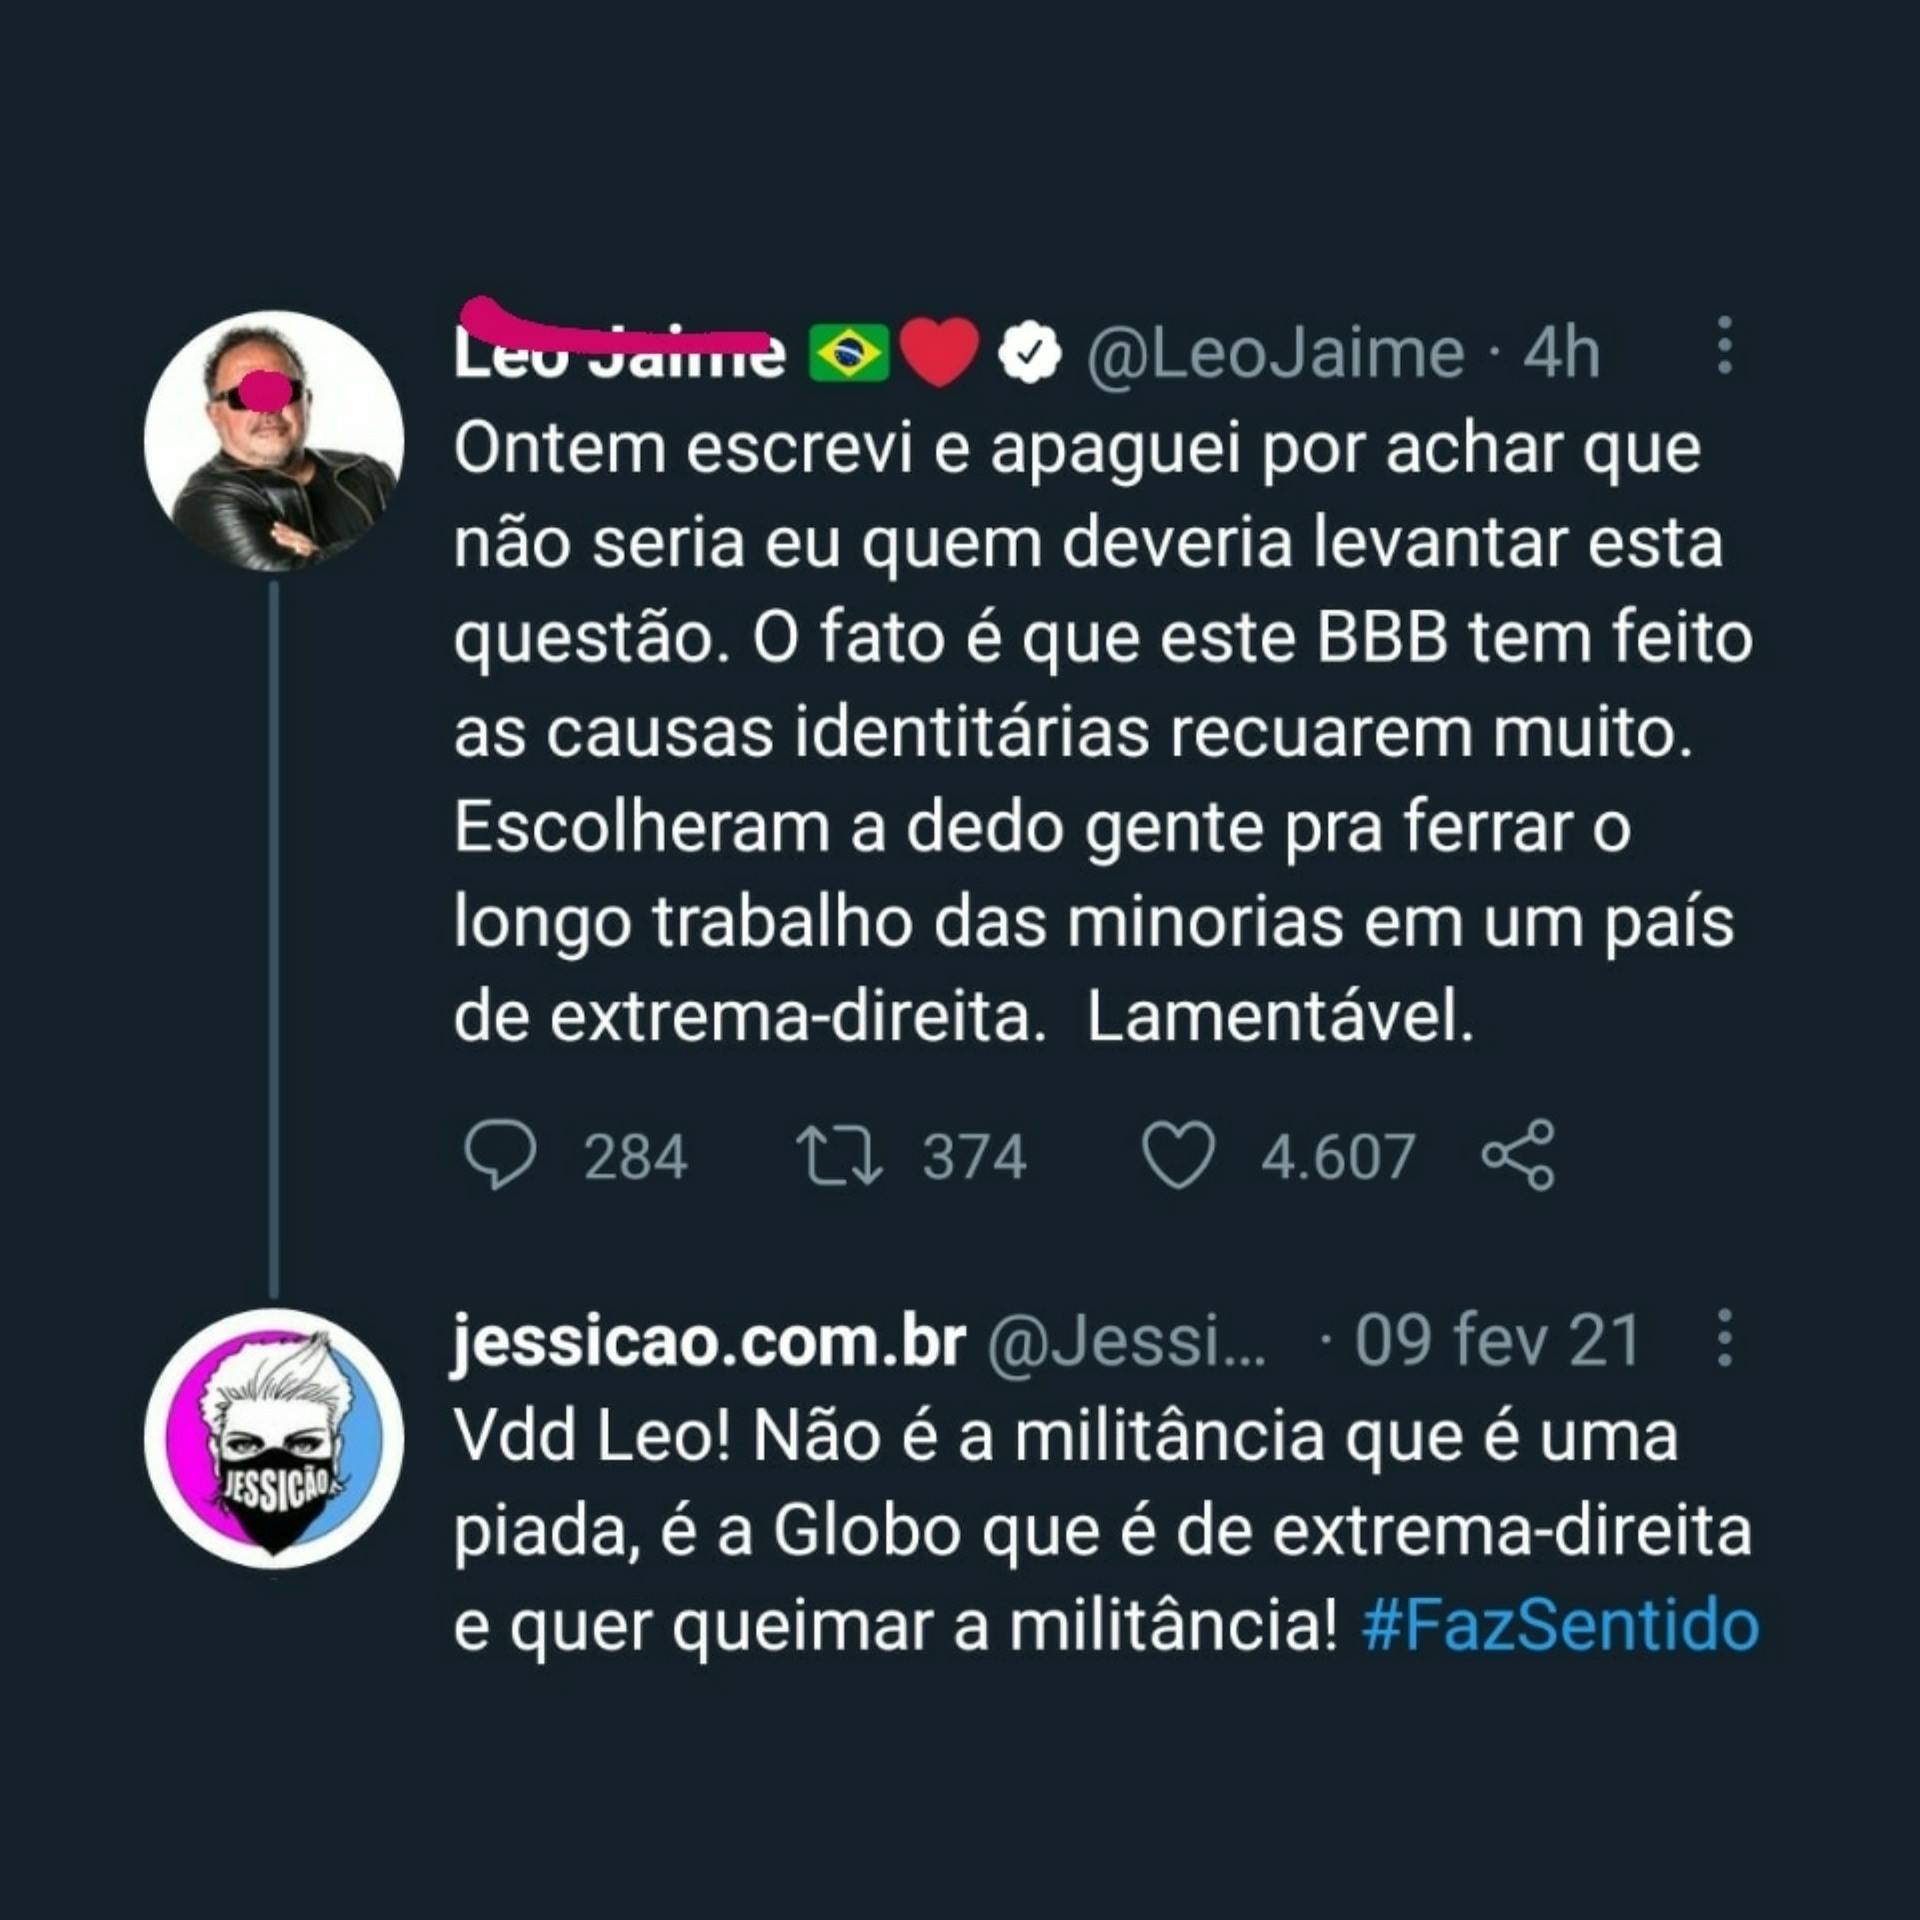 Leo Jaime 🇧🇷❤️ @LeoJaime · 4h
Ontem escrevi e apaguei por achar que
não seria eu quem deveria levantar esta
questão. O fato é que este BBB tem feito
as causas identitárias recuarem muito.
Escolheram a dedo gente pra ferrar o
longo trabalho das minorias em um país
de extrema-direita.  Lamentável.
284 374 4.607
jessicao.com.br @Jessi... · 09 fev 21
JESSICÃO
Vdd Leo! Não é a militância que é uma
piada, é a Globo que é de extrema-direita
e quer queimar a militância! #FazSentido